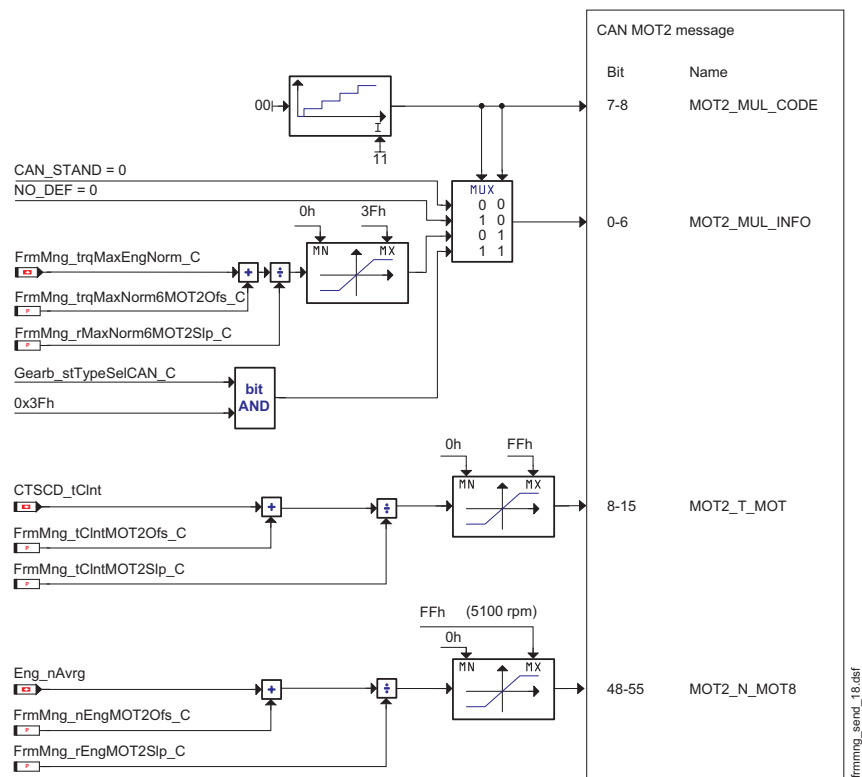 CAN MOT2 message
Bit Name
00
I
11
7-8 MOT2_MUL_CODE
CAN_STAND = 0
NO_DEF = 0
MUX
0 0
1 0
0 1
1 1
0-6 MOT2_MUL_INFO
0h 3Fh
MN MX
FrmMng_trqMaxEngNorm_C
+ ÷
FrmMng_trqMaxNorm6MOT2Ofs_C
P
FrmMng_rMaxNorm6MOT2Slp_C
P
Gearb_stTypeSelCAN_C
0x3Fh
bit
AND
0h FFh
MN MX
CTSCD_tClnt
+ ÷
8-15 MOT2_T_MOT
FrmMng_tClntMOT2Ofs_C
P
FrmMng_tClntMOT2Slp_C
P
FFh (5100 rpm)
0h
MN MX
Eng_nAvrg
+ ÷
48-55 MOT2_N_MOT8
FrmMng_nEngMOT2Ofs_C
P
FrmMng_rEngMOT2Slp_C
P
frmmng_send_18.dsf